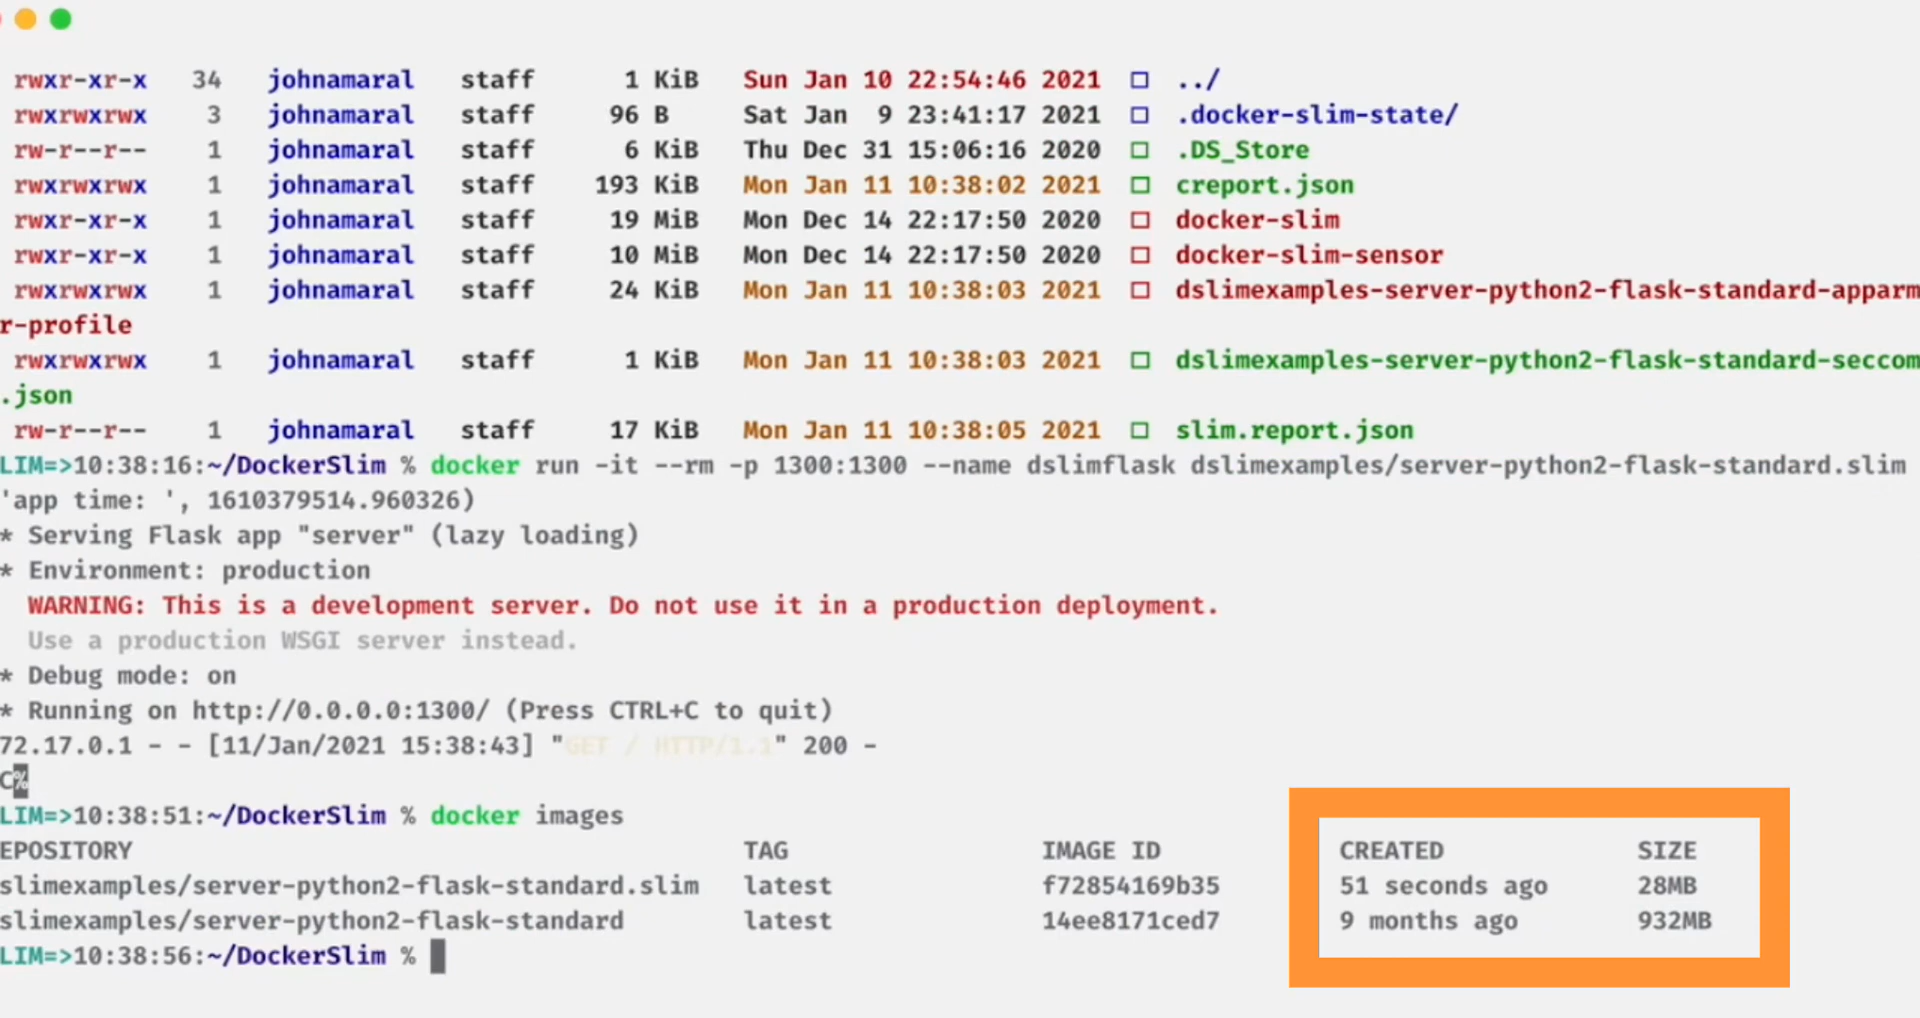 rwxr-xr-x 34 johnamaral staff 1 KiB Sun Jan 10 22:54:46 2021 ../
rwxrwxrwx 3 johnamaral staff 96 B Sat Jan 9 23:41:17 2021 .docker-slim-state/
rw-r--r-- 1 johnamaral staff 6 KiB Thu Dec 31 15:06:16 2020 .DS_Store
rwxrwxrwx 1 johnamaral staff 193 KiB Mon Jan 11 10:38:02 2021 creport.json
rwxr-xr-x 1 johnamaral staff 19 MiB Mon Dec 14 22:17:50 2020 docker-slim
rwxr-xr-x 1 johnamaral staff 10 MiB Mon Dec 14 22:17:50 2020 docker-slim-sensor
rwxrwxrwx 1 johnamaral staff 24 KiB Mon Jan 11 10:38:03 2021 dslimexamples-server-python2-flask-standard-apparm
r-profile
rwxrwxrwx 1 johnamaral staff 1 KiB Mon Jan 11 10:38:03 2021 dslimexamples-server-python2-flask-standard-seccom
.json
rw-r--r-- 1 johnamaral staff 17 KiB Mon Jan 11 10:38:05 2021 slim.report.json
LIM=>10:38:16:~/DockerSlim % docker run -it --rm -p 1300:1300 --name dslimflask dslimexamples/server-python2-flask-standard.slim
'app time: ', 1610379514.960326)
* Serving Flask app "server" (lazy loading)
* Environment: production
WARNING: This is a development server. Do not use it in a production deployment.
Use a production WSGI server instead.
* Debug mode: on
* Running on http://0.0.0.0:1300/ (Press CTRL+C to quit)
72.17.0.1 - - [11/Jan/2021 15:38:43] "GET / HTTP/1.1" 200 -
C%
LIM=>10:38:51:~/DockerSlim % docker images
EPOSITORY TAG IMAGE ID CREATED SIZE
slimexamples/server-python2-flask-standard.slim latest f72854169b35 51 seconds ago 28MB
slimexamples/server-python2-flask-standard latest 14ee8171ced7 9 months ago 932MB
LIM=>10:38:56:~/DockerSlim %